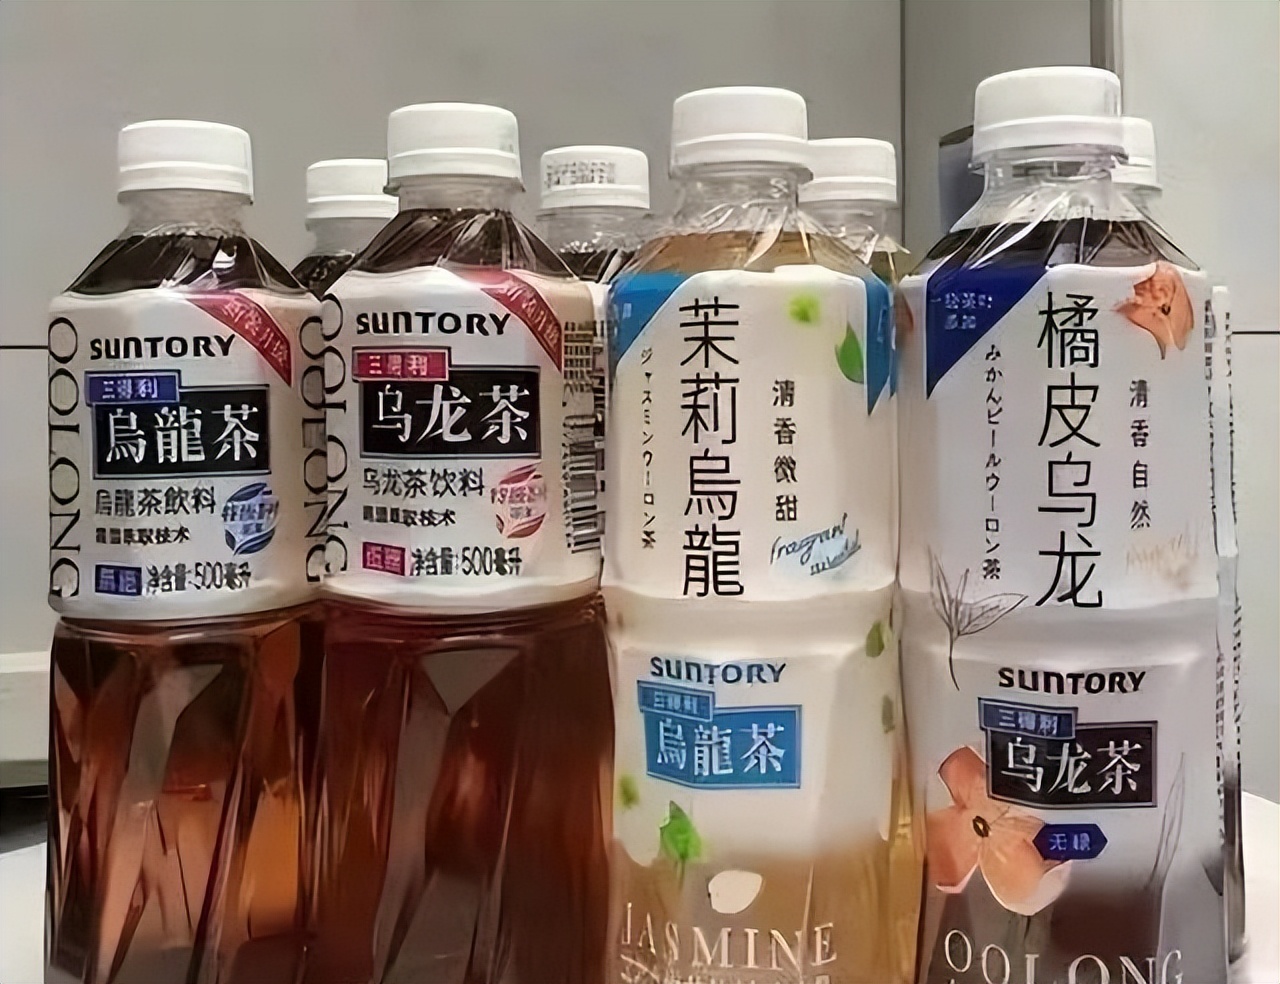 OOLONG
SUNTORY
三得利
烏龍茶
烏龍茶飲料
净含量:500毫升
OOLONG
SUNTORY
三得利
乌龙茶
乌龙茶饮料
低糖
净含量:500毫升
茉莉烏龍
ジャスミンウーロン茶
清香微甜
SUNTORY
三得利
烏龍茶
JASMINE
橘皮乌龙
みかんピールウーロン茶
清香自然
SUNTORY
三得利
乌龙茶
无糖
OOLONG